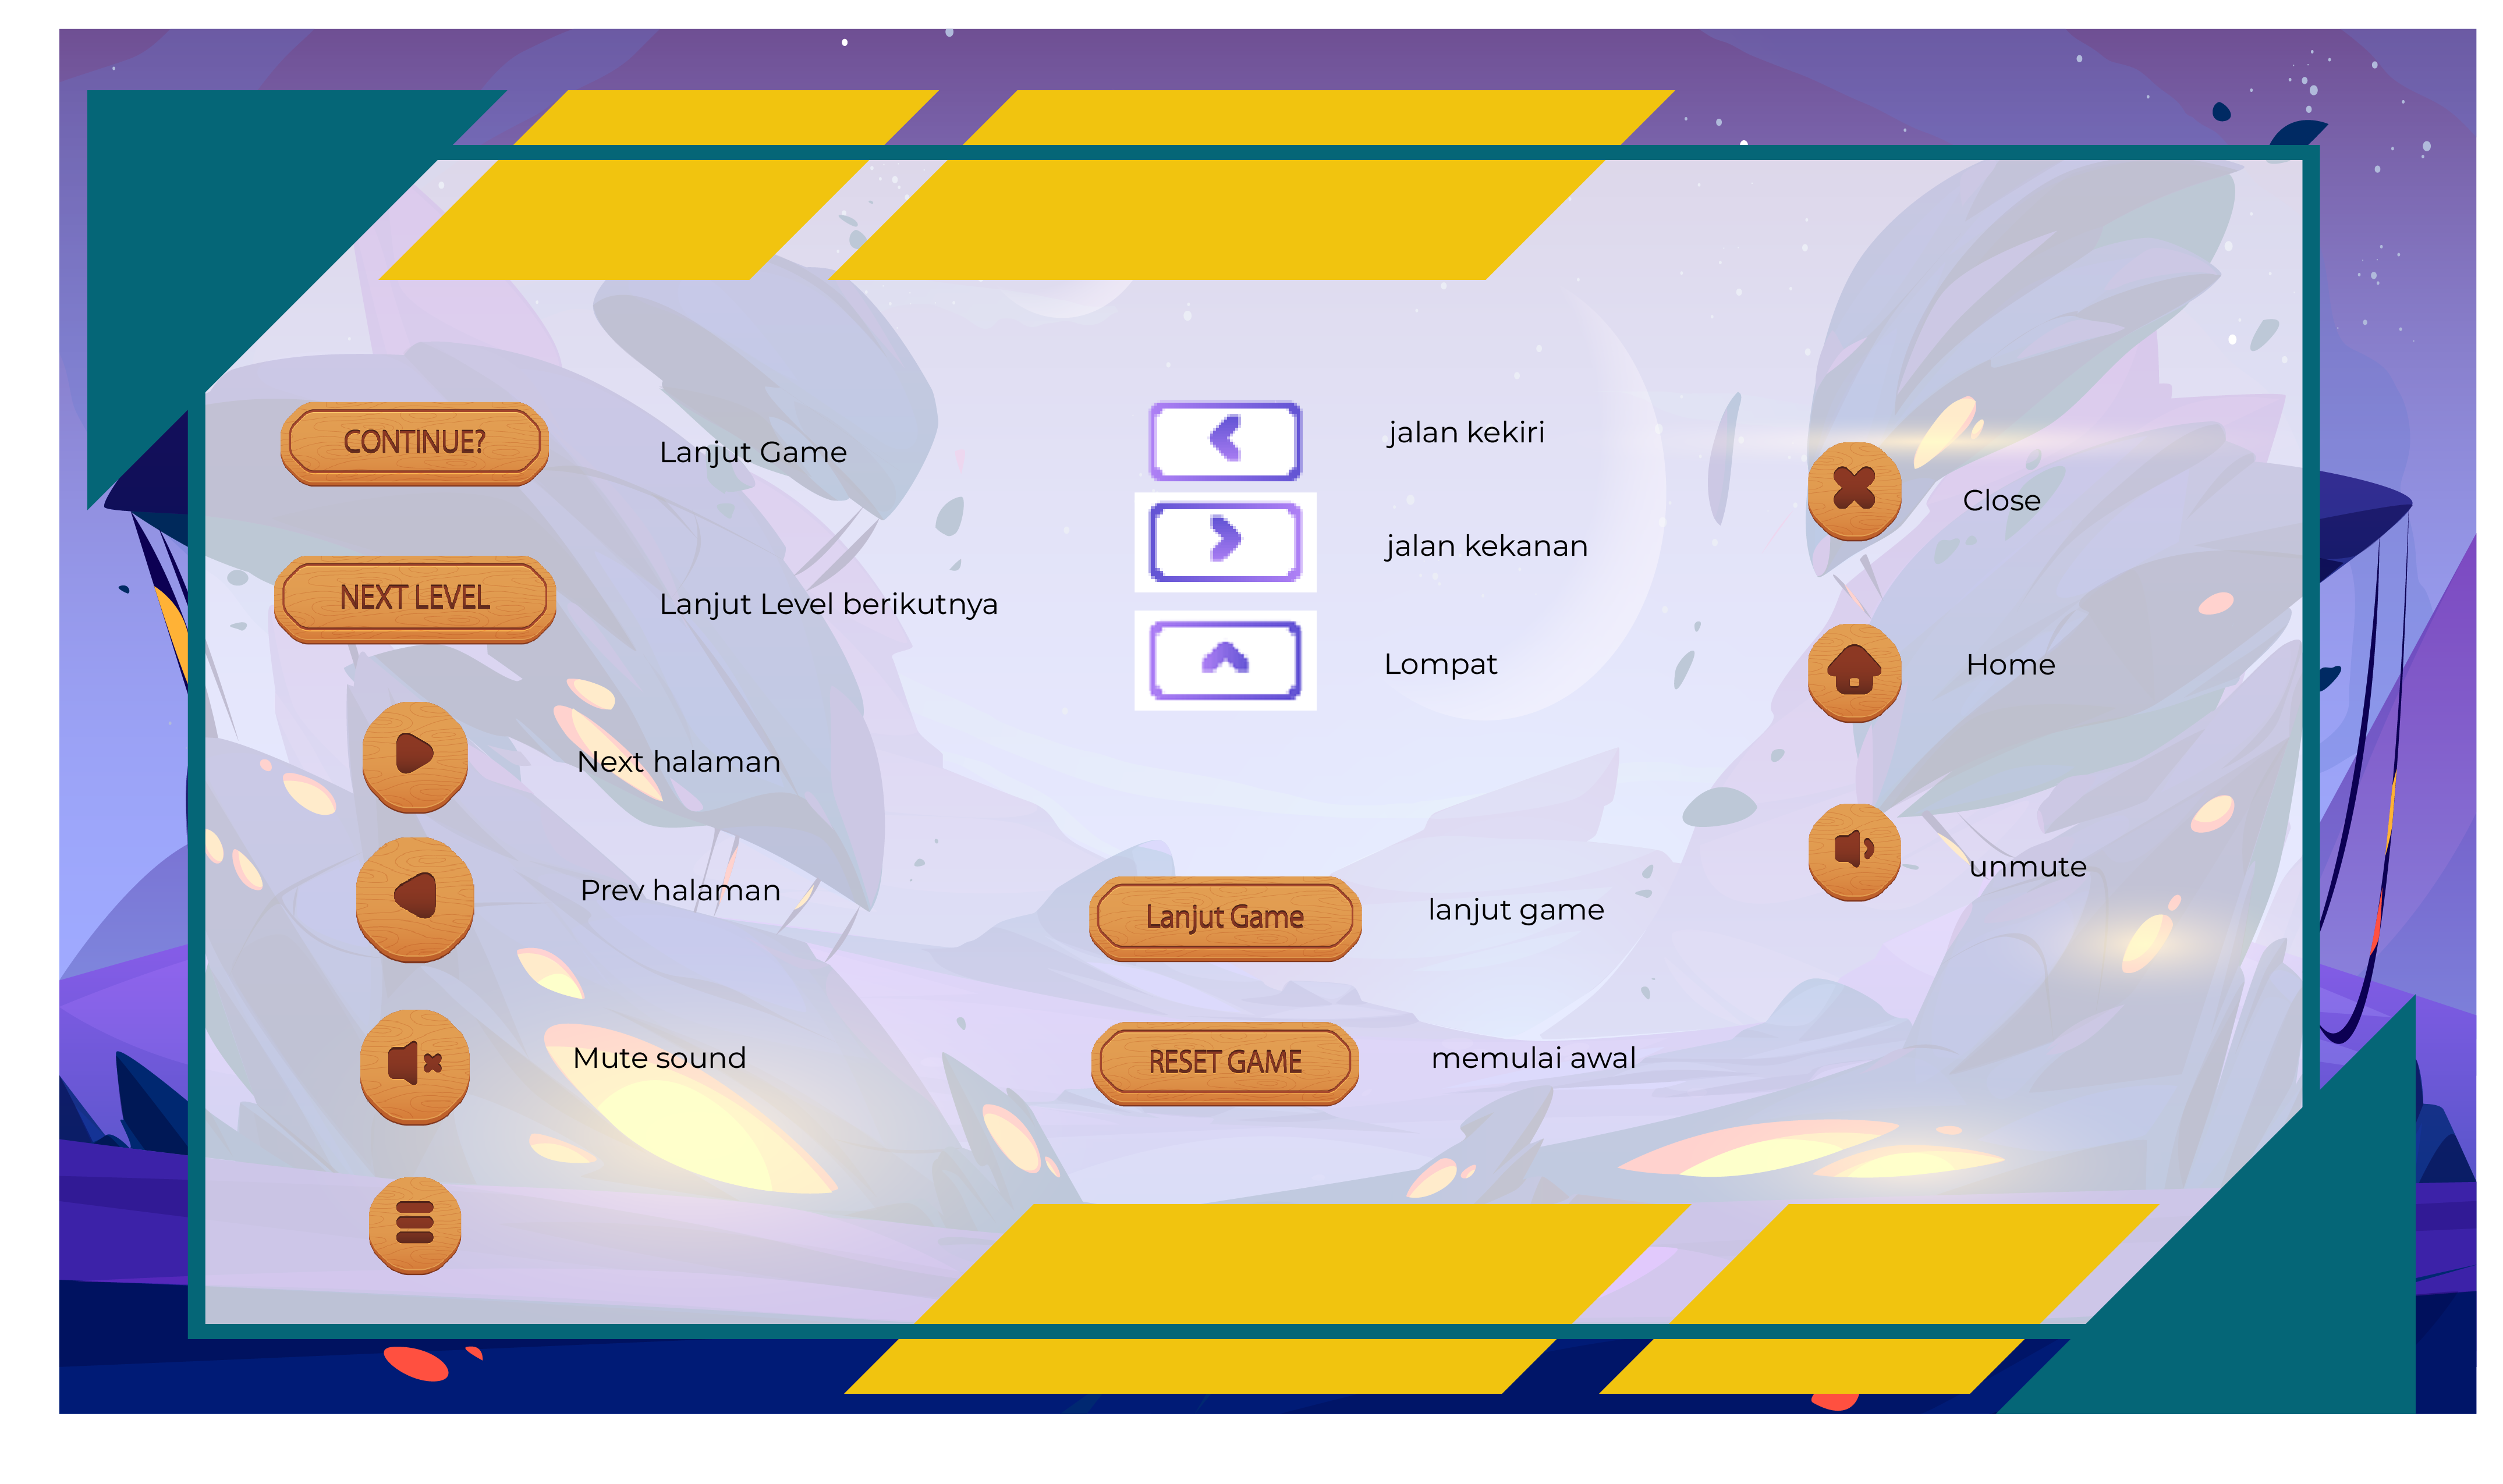 CONTINUE?
Lanjut Game
NEXT LEVEL
Lanjut Level berikutnya
Next halaman
Prev halaman
Mute sound
jalan kekiri
jalan kekanan
Lompat
Lanjut Game
lanjut game
RESET GAME
memulai awal
Close
Home
unmute